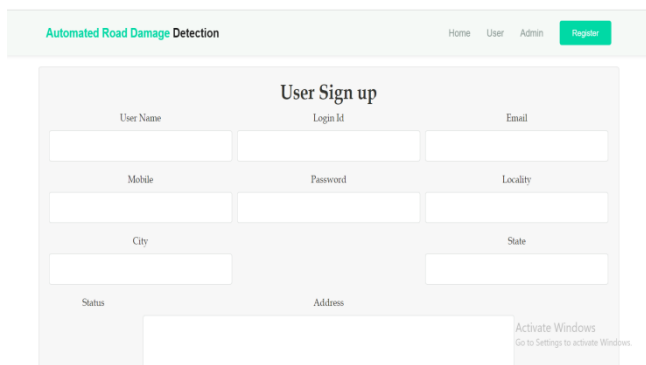 Automated Road Damage Detection Home User Admin Register
User Sign up
User Name Login Id Email
Mobile Password Locality
City State
Status Address
Activate Windows
Go to Settings to activate Windows.